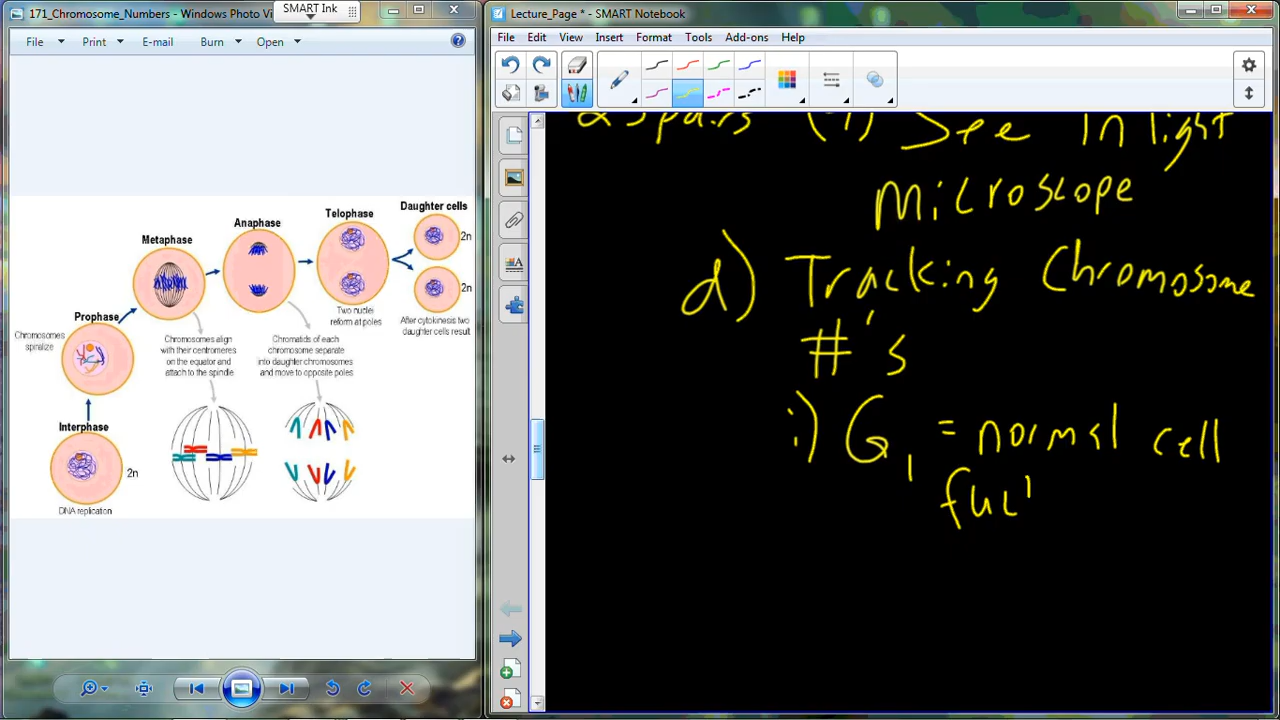 171_Chromosome_Numbers - Windows Photo Vi
SMART Ink
File Print E-mail Burn Open
Daughter cells
Telophase
Anaphase
2n
Metaphase
2n
Two nuclei
reform at poles
After cytokinesis two
daughter cells result
Prophase
Chromosomes
spiralize
Chromosomes align
with their centromeres
on the equator and
attach to the spindle
Chromatids of each
chromosome separate
into daughter chromosomes
and move to opposite poles
Interphase
2n
DNA replication
Lecture_Page * - SMART Notebook
File Edit View Insert Format Tools Add-ons Help
See in light
Microscope
d) Tracking Chromosome
#'s
i) G1 = normal cell